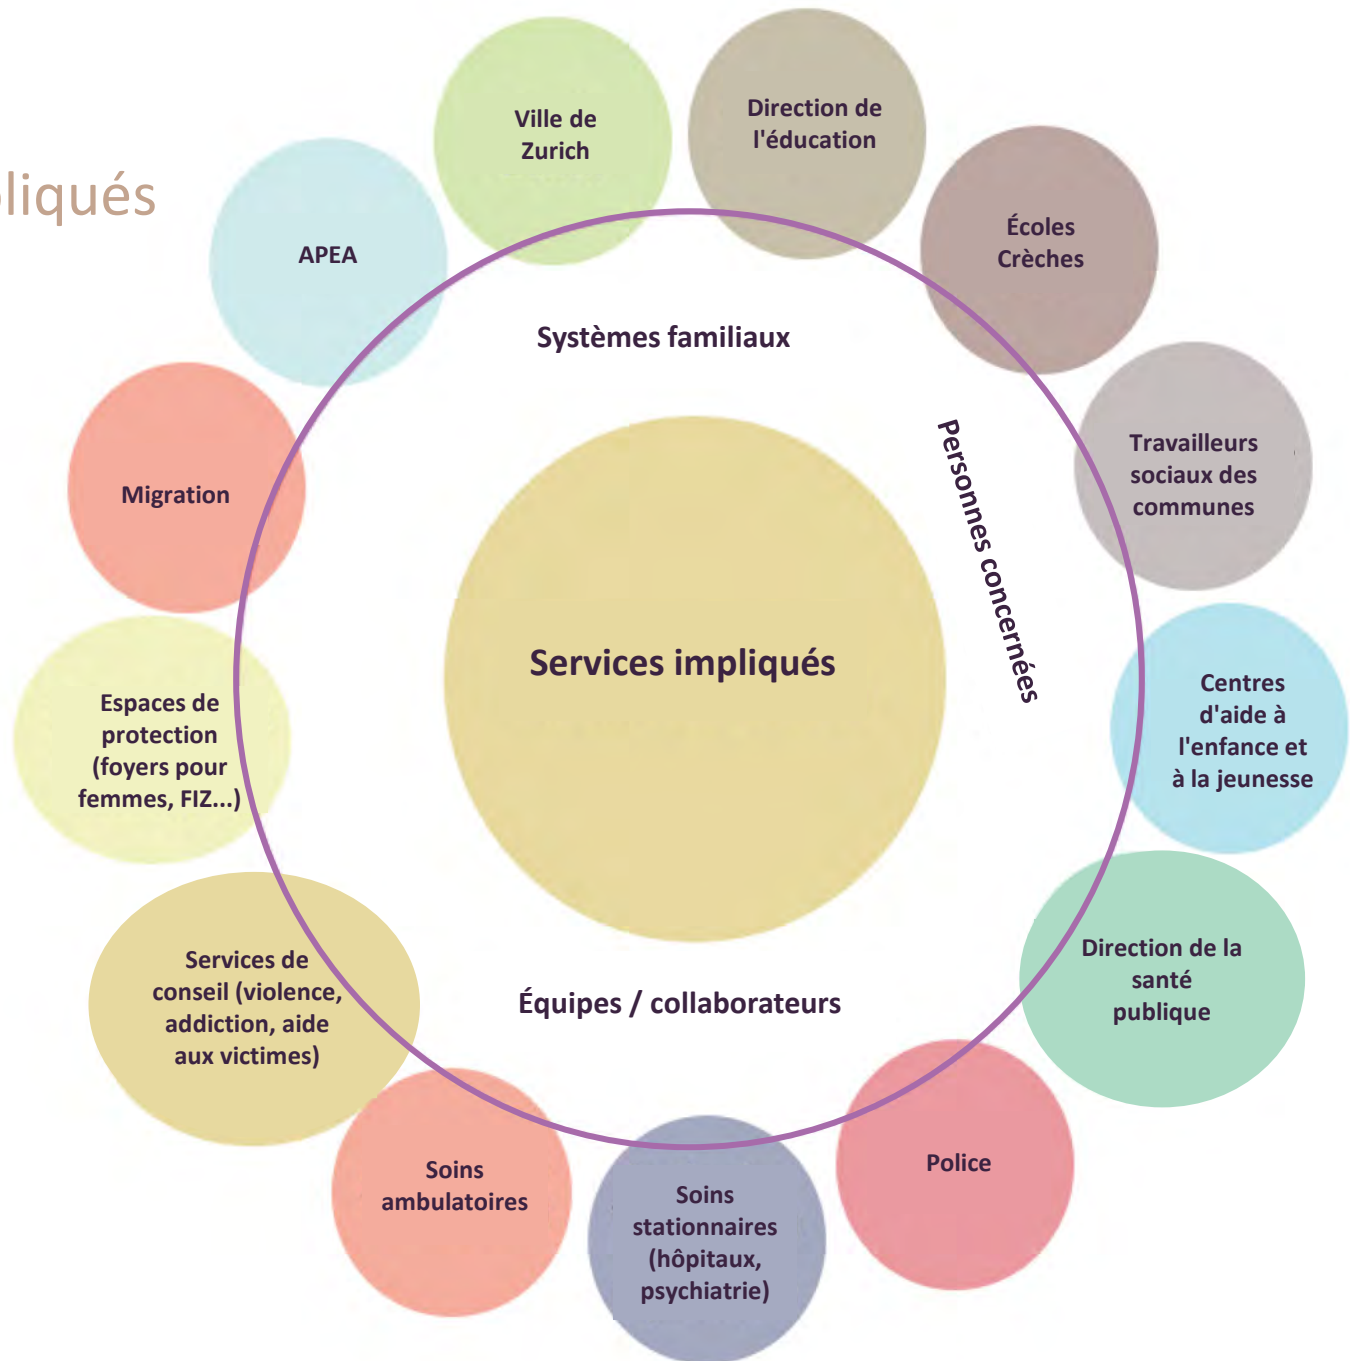 pliqués
Ville de
Zurich
Direction de
l'éducation
APEA
Écoles
Crèches
Systèmes familiaux
Personnes concernées
Travailleurs
sociaux des
communes
Migration
Services impliqués
Espaces de
protection
(foyers pour
femmes, FIZ...)
Centres
d'aide à
l'enfance et
à la jeunesse
Services de
conseil (violence,
addiction, aide
aux victimes)
Équipes / collaborateurs
Direction de la
santé
publique
Soins
ambulatoires
Soins
stationnaires
(hôpitaux,
psychiatrie)
Police